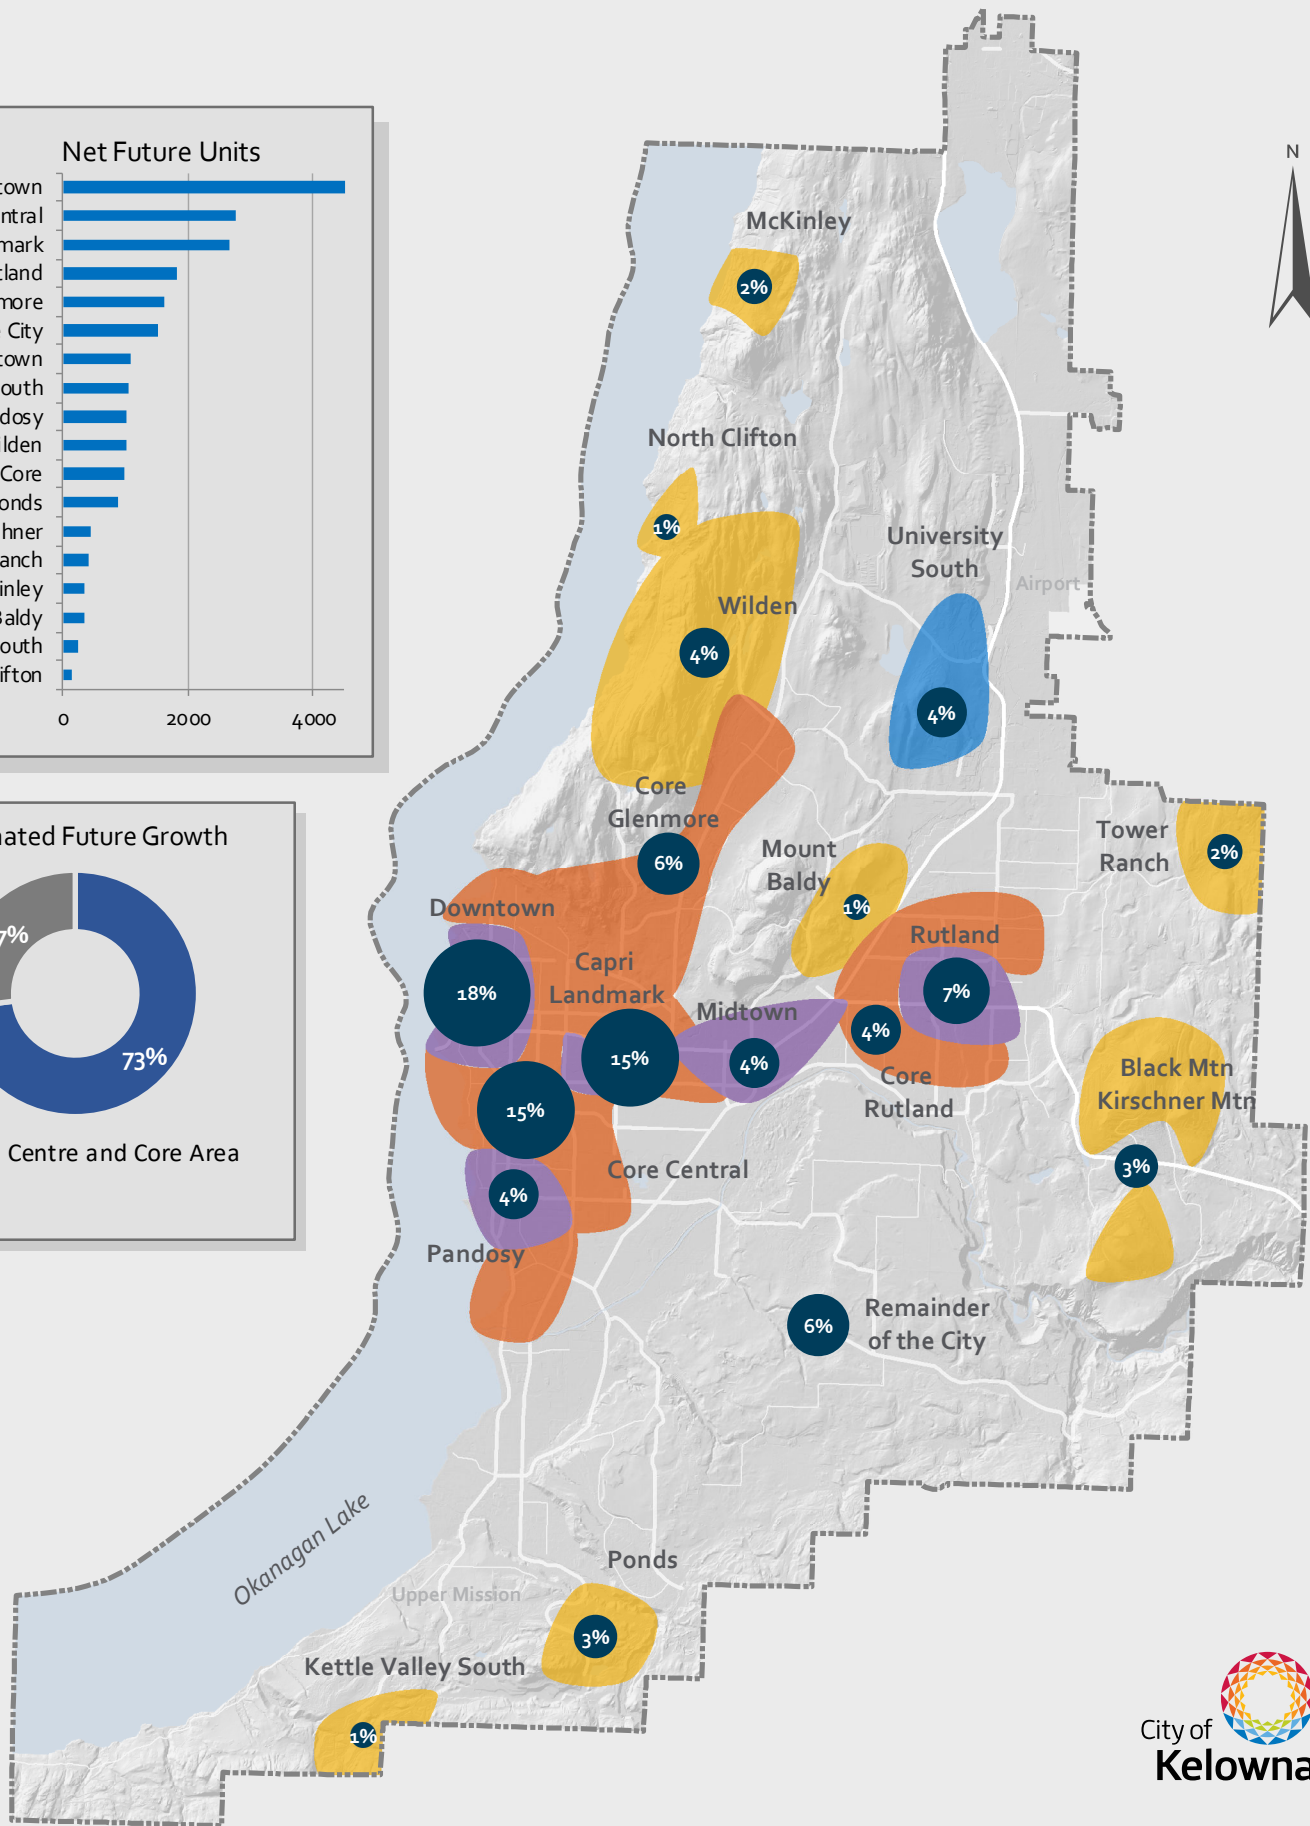 Net Future Units
town
ntral
mark
tland
more
City
town
outh
dosy
ilden
Core
onds
hner
anch
inley
Baldy
outh
ifton
0 2000 4000
N
McKinley
2%
North Clifton
1%
University
South
Airport
Wilden
4%
4%
Core
Glenmore
6%
Mount
Baldy
1%
Tower
Ranch
2%
ated Future Growth
7%
73%
Centre and Core Area
Downtown
18%
Capri
Landmark
15%
Midtown
4%
Rutland
7%
4%
Core
Rutland
Black Mtn
Kirschner Mtn
3%
15%
Core Central
4%
Pandosy
6%
Remainder
of the City
Okanagan Lake
Upper Mission
Ponds
3%
Kettle Valley South
1%
City of
Kelowna